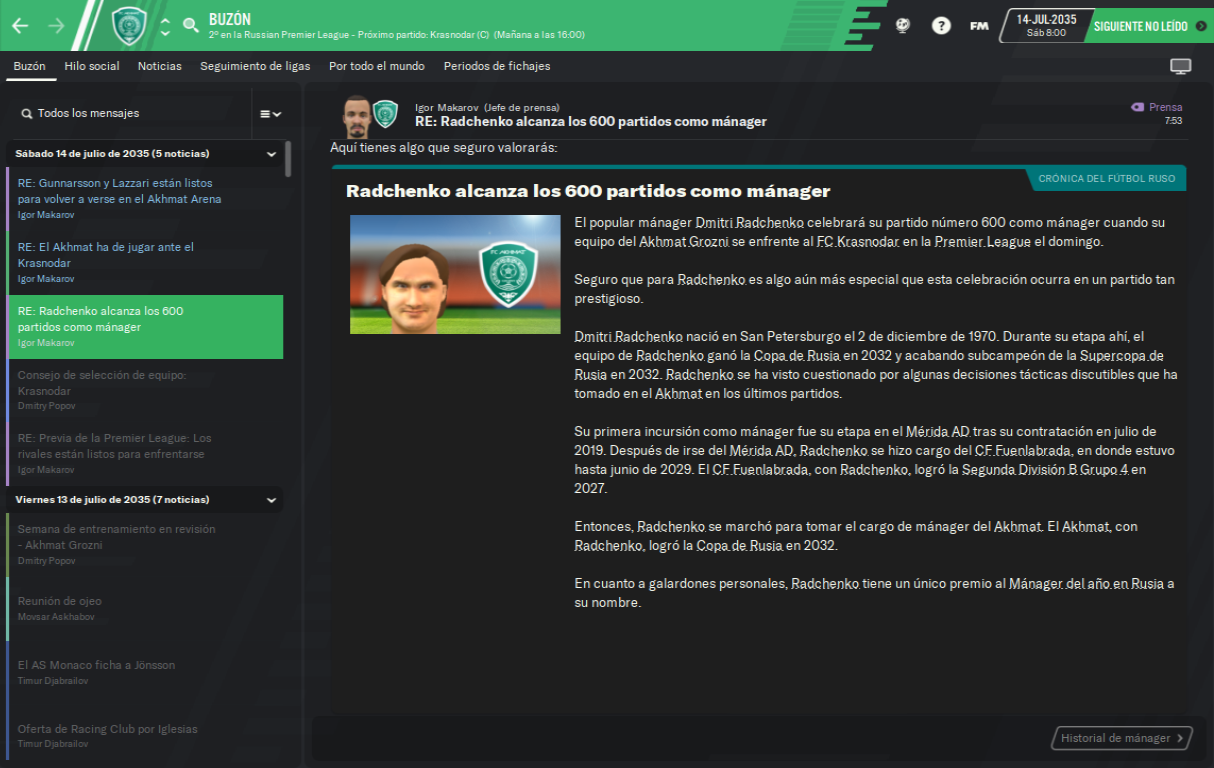 BUZÓN
2º en la Russian Premier League - Próximo partido: Krasnodar (C) (Mañana a las 16:00)
?
FM
14-JUL-2035
Sáb 8:00
SIGUIENTE NO LEÍDO
Buzón Hilo social Noticias Seguimiento de ligas Por todo el mundo Periodos de fichajes
Todos los mensajes
Sábado 14 de julio de 2035 (5 noticias)
RE: Gunnarsson y Lazzari están listos
para volver a verse en el Akhmat Arena
Igor Makarov
RE: El Akhmat ha de jugar ante el
Krasnodar
Igor Makarov
RE: Radchenko alcanza los 600
partidos como mánager
Igor Makarov
Consejo de selección de equipo:
Krasnodar
Dmitry Popov
RE: Previa de la Premier League: Los
rivales están listos para enfrentarse
Igor Makarov
Viernes 13 de julio de 2035 (7 noticias)
Semana de entrenamiento en revisión
- Akhmat Grozni
Dmitry Popov
Reunión de ojeo
Movsar Askhabov
El AS Monaco ficha a Jónsson
Timur Djabrailov
Oferta de Racing Club por Iglesias
Timur Djabrailov
Igor Makarov (Jefe de prensa)
RE: Radchenko alcanza los 600 partidos como mánager
Prensa
7:53
Aquí tienes algo que seguro valorarás:
CRÓNICA DEL FÚTBOL RUSO
Radchenko alcanza los 600 partidos como mánager
FC AKHMAT
El popular mánager Dmitri Radchenko celebrará su partido número 600 como mánager cuando su
equipo del Akhmat Grozni se enfrente al FC Krasnodar en la Premier League el domingo.
Seguro que para Radchenko es algo aún más especial que esta celebración ocurra en un partido tan
prestigioso.
Dmitri Radchenko nació en San Petersburgo el 2 de diciembre de 1970. Durante su etapa ahí, el
equipo de Radchenko ganó la Copa de Rusia en 2032 y acabando subcampeón de la Supercopa de
Rusia en 2032. Radchenko se ha visto cuestionado por algunas decisiones tácticas discutibles que ha
tomado en el Akhmat en los últimos partidos.
Su primera incursión como mánager fue su etapa en el Mérida AD tras su contratación en julio de
2019. Después de irse del Mérida AD, Radchenko se hizo cargo del CF Fuenlabrada, en donde estuvo
hasta junio de 2029. El CF Fuenlabrada, con Radchenko, logró la Segunda División B Grupo 4 en
2027.
Entonces, Radchenko se marchó para tomar el cargo de mánager del Akhmat. El Akhmat, con
Radchenko, logró la Copa de Rusia en 2032.
En cuanto a galardones personales, Radchenko tiene un único premio al Mánager del año en Rusia a
su nombre.
Historial de mánager